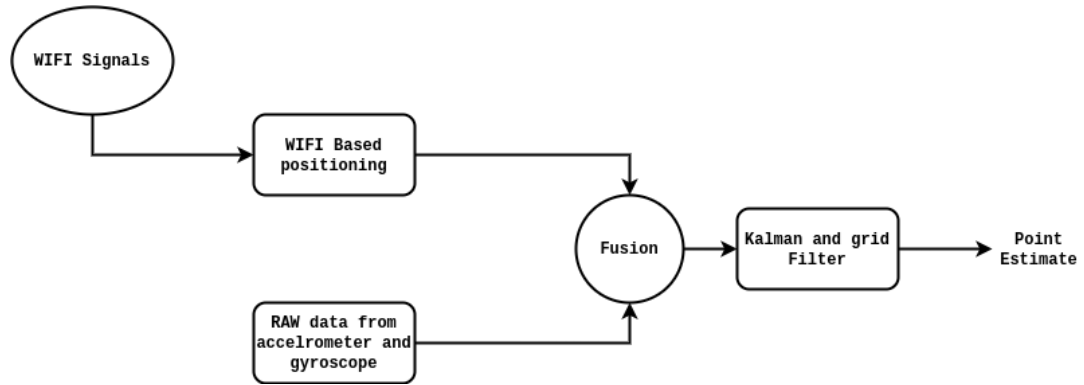 WIFI Signals
WIFI Based
positioning
Fusion
Kalman and grid
Filter
Point
Estimate
RAW data from
accelrometer and
gyroscope